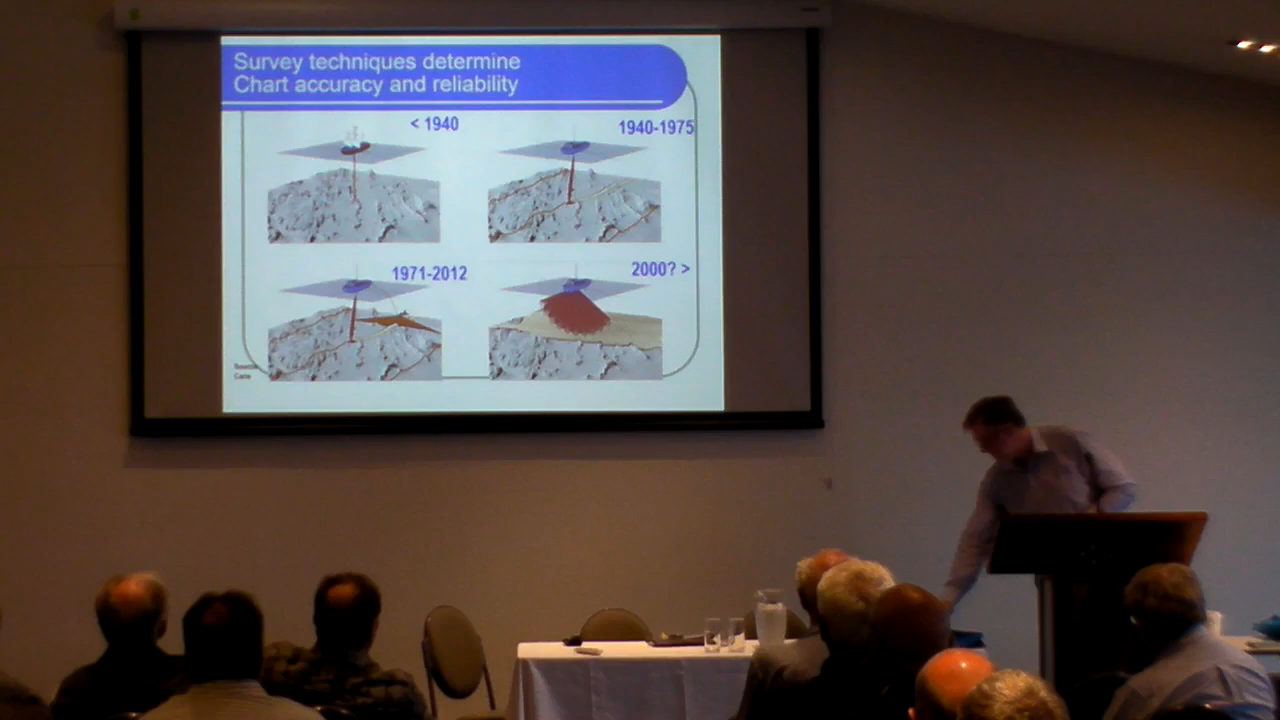 Survey techniques determine
Chart accuracy and reliability
< 1940
1940-1975
1971-2012
2000? >